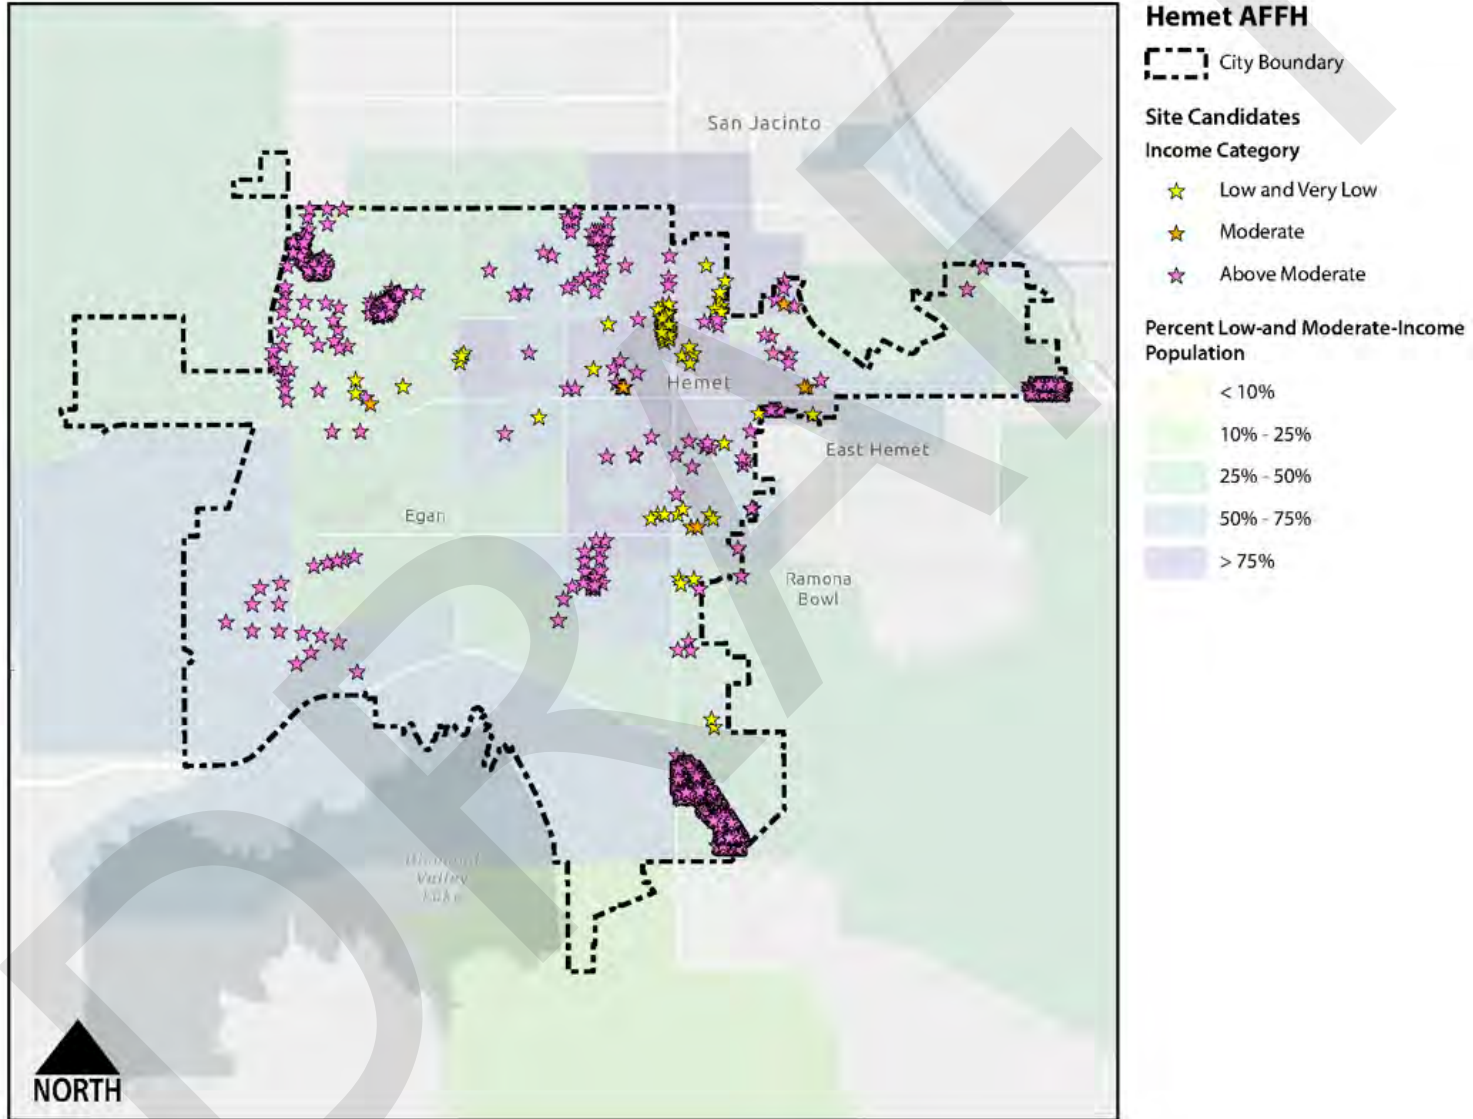 Hemet AFFH
City Boundary
Site Candidates
Income Category
Low and Very Low
Moderate
Above Moderate
Percent Low-and Moderate-Income
Population
< 10%
10% - 25%
25% - 50%
50% - 75%
> 75%
San Jacinto
Hemet
East Hemet
Egan
Ramona
Bowl
Valley
Lake
NORTH
DRAFT